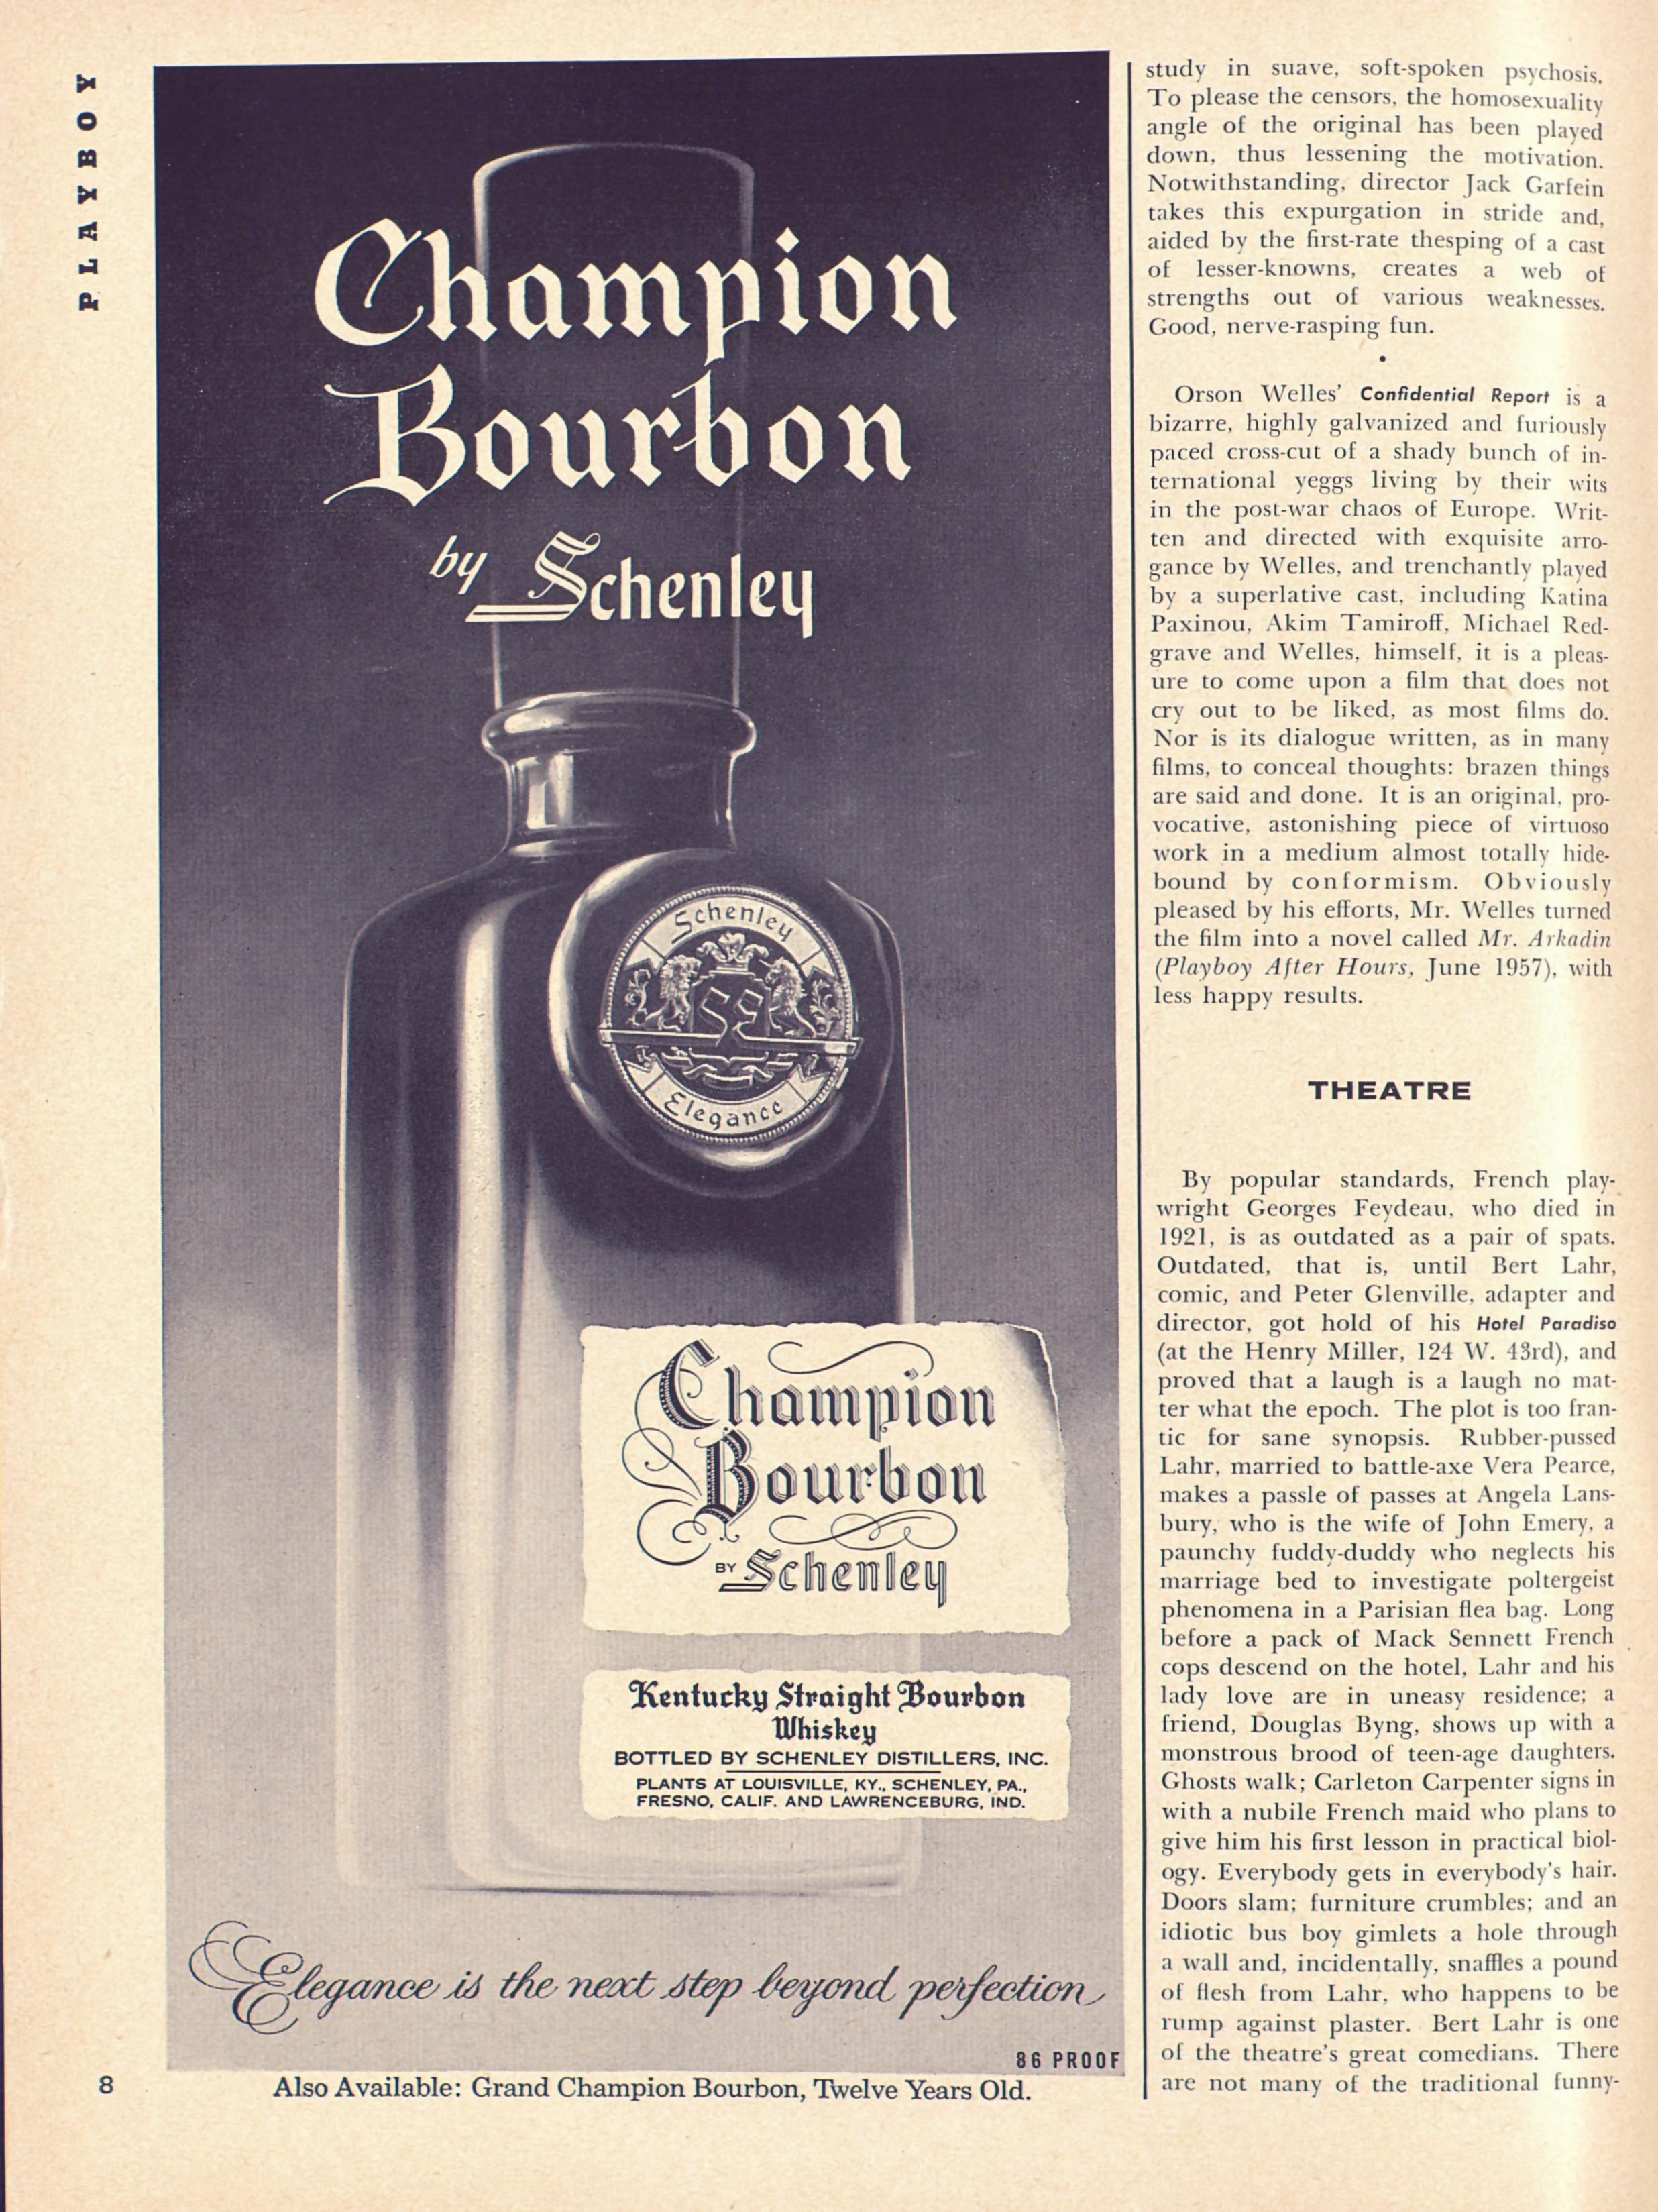 PLAYBOY
Champion
Bourbon
by Schenley
Schenley
Elegance
Champion
Bourbon
BY Schenley
Kentucky Straight Bourbon
Whiskey
BOTTLED BY SCHENLEY DISTILLERS, INC.
PLANTS AT LOUISVILLE, KY., SCHENLEY, PA.,
FRESNO, CALIF. AND LAWRENCEBURG, IND.
Elegance is the next step beyond perfection
86 PROOF
Also Available: Grand Champion Bourbon, Twelve Years Old.
8
study in suave, soft-spoken psychosis.
To please the censors, the homosexuality
angle of the original has been played
down, thus lessening the motivation.
Notwithstanding, director Jack Garfein
takes this expurgation in stride and,
aided by the first-rate thesping of a cast
of lesser-knowns, creates a web of
strengths out of various weaknesses.
Good, nerve-rasping fun.
•
Orson Welles' Confidential Report is a
bizarre, highly galvanized and furiously
paced cross-cut of a shady bunch of in-
ternational yeggs living by their wits
in the post-war chaos of Europe. Writ-
ten and directed with exquisite arro-
gance by Welles, and trenchantly played
by a superlative cast, including Katina
Paxinou, Akim Tamiroff, Michael Red-
grave and Welles, himself, it is a pleas-
ure to come upon a film that does not
cry out to be liked, as most films do.
Nor is its dialogue written, as in many
films, to conceal thoughts: brazen things
are said and done. It is an original, pro-
vocative, astonishing piece of virtuoso
work in a medium almost totally hide-
bound by conformism. Obviously
pleased by his efforts, Mr. Welles turned
the film into a novel called Mr. Arkadin
(Playboy After Hours, June 1957), with
less happy results.
THEATRE
By popular standards, French play-
wright Georges Feydeau, who died in
1921, is as outdated as a pair of spats.
Outdated, that is, until Bert Lahr,
comic, and Peter Glenville, adapter and
director, got hold of his Hotel Paradiso
(at the Henry Miller, 124 W. 43rd), and
proved that a laugh is a laugh no mat-
ter what the epoch. The plot is too fran-
tic for sane synopsis. Rubber-pussed
Lahr, married to battle-axe Vera Pearce,
makes a passle of passes at Angela Lans-
bury, who is the wife of John Emery, a
paunchy fuddy-duddy who neglects his
marriage bed to investigate poltergeist
phenomena in a Parisian flea bag. Long
before a pack of Mack Sennett French
cops descend on the hotel, Lahr and his
lady love are in uneasy residence; a
friend, Douglas Byng, shows up with a
monstrous brood of teen-age daughters.
Ghosts walk; Carleton Carpenter signs in
with a nubile French maid who plans to
give him his first lesson in practical biol-
ogy. Everybody gets in everybody's hair.
Doors slam; furniture crumbles; and an
idiotic bus boy gimlets a hole through
a wall and, incidentally, snaffles a pound
of flesh from Lahr, who happens to be
rump against plaster. Bert Lahr is one
of the theatre's great comedians. There
are not many of the traditional funny-